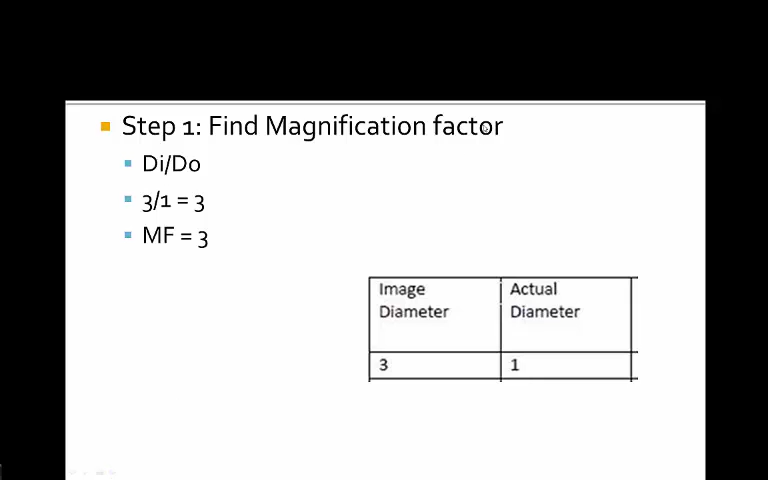 Step 1: Find Magnification factor
Di/Do
3/1 = 3
MF = 3
Image Diameter
Actual Diameter
3
1